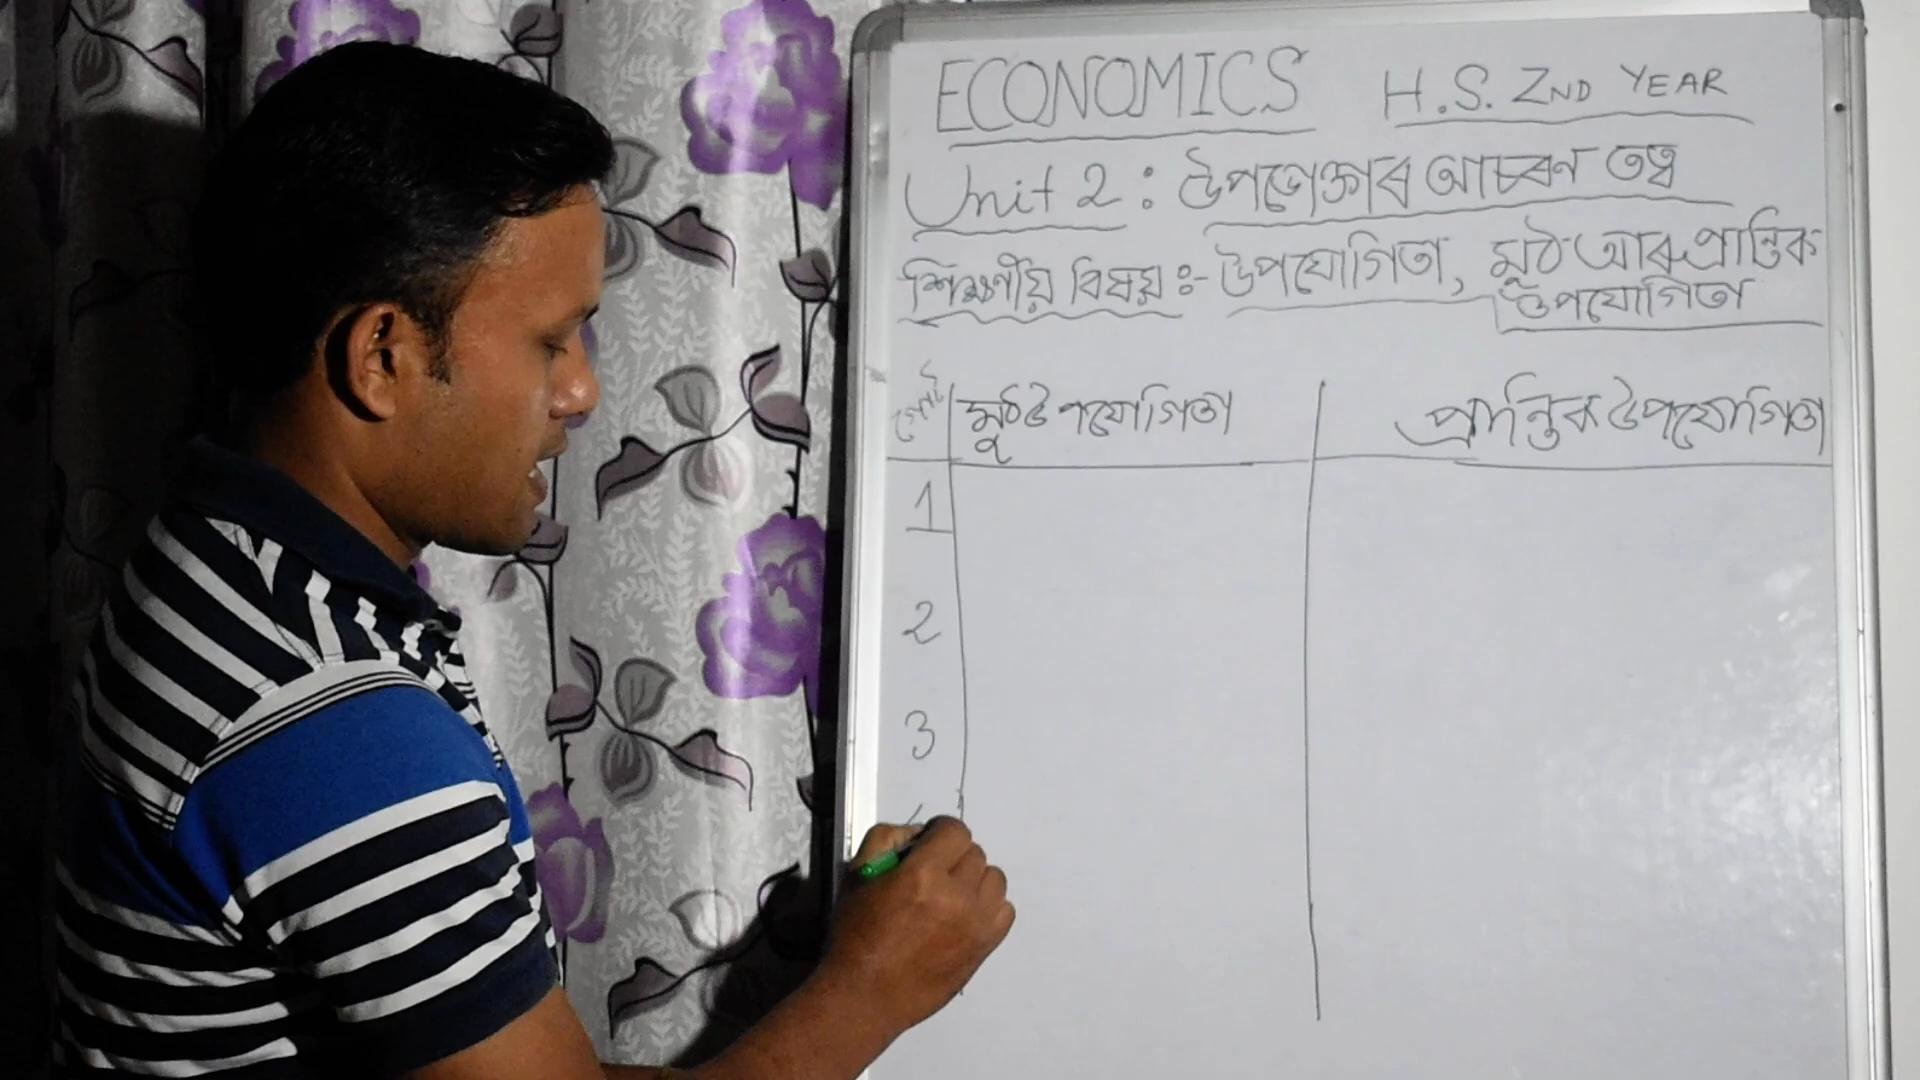 ECONOMICS H.S. 2ND YEAR
Unit 2 : উপভোক্তাৰ আচৰণ তত্ত্ব
শিক্ষণীয় বিষয় :- উপযোগিতা, মুঠ আৰু প্ৰান্তিক
উপযোগিতা
গোট মুঠ উপযোগিতা প্ৰান্তিক উপযোগিতা
1
2
3